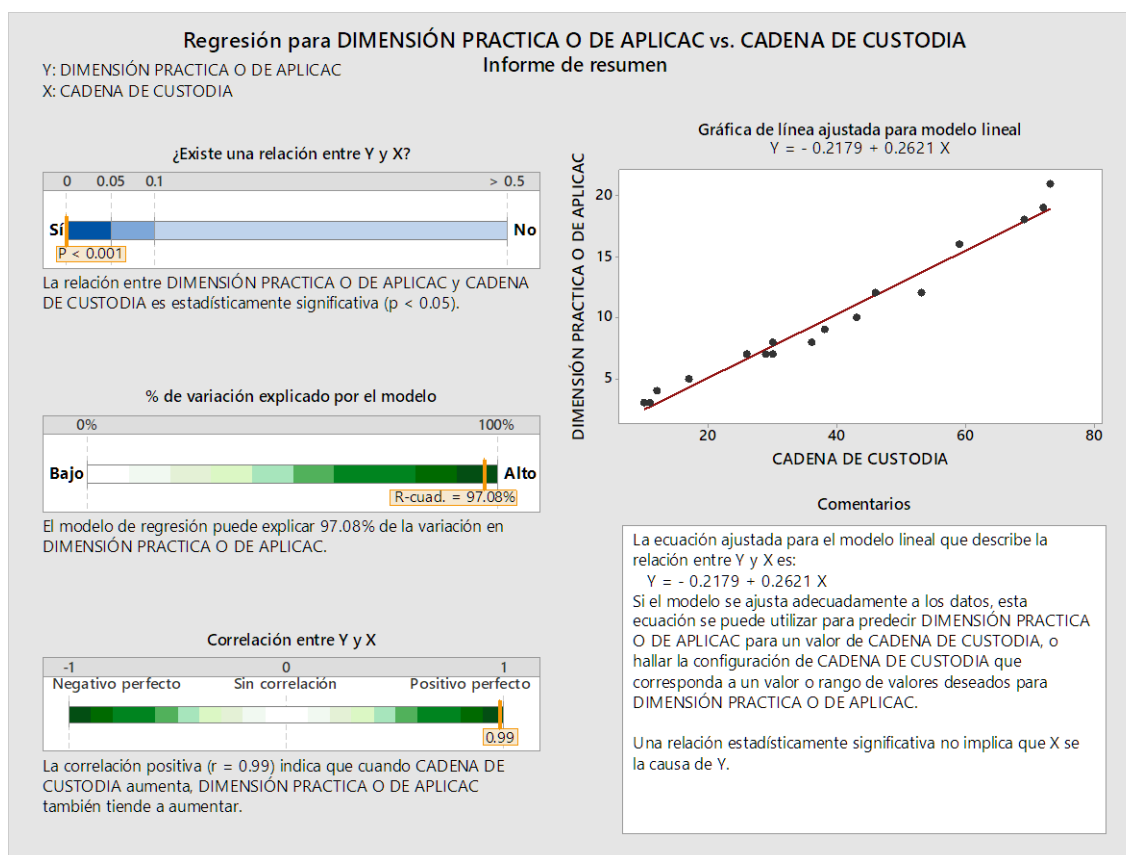 Regresión para DIMENSIÓN PRACTICA O DE APLICAC vs. CADENA DE CUSTODIA
Informe de resumen
Y: DIMENSIÓN PRACTICA O DE APLICAC
X: CADENA DE CUSTODIA
¿Existe una relación entre Y y X?
0 0.05 0.1 > 0.5
Sí No
P < 0.001
La relación entre DIMENSIÓN PRACTICA O DE APLICAC y CADENA
DE CUSTODIA es estadísticamente significativa (p < 0.05).
% de variación explicado por el modelo
0% 100%
Bajo Alto
R-cuad. = 97.08%
El modelo de regresión puede explicar 97.08% de la variación en
DIMENSIÓN PRACTICA O DE APLICAC.
Correlación entre Y y X
-1 0 1
Negativo perfecto Sin correlación Positivo perfecto
0.99
La correlación positiva (r = 0.99) indica que cuando CADENA DE
CUSTODIA aumenta, DIMENSIÓN PRACTICA O DE APLICAC
también tiende a aumentar.
Gráfica de línea ajustada para modelo lineal
Y = - 0.2179 + 0.2621 X
DIMENSIÓN PRACTICA O DE APLICAC
20
15
10
5
20 40 60 80
CADENA DE CUSTODIA
Comentarios
La ecuación ajustada para el modelo lineal que describe la
relación entre Y y X es:
Y = - 0.2179 + 0.2621 X
Si el modelo se ajusta adecuadamente a los datos, esta
ecuación se puede utilizar para predecir DIMENSIÓN PRACTICA
O DE APLICAC para un valor de CADENA DE CUSTODIA, o
hallar la configuración de CADENA DE CUSTODIA que
corresponda a un valor o rango de valores deseados para
DIMENSIÓN PRACTICA O DE APLICAC.
Una relación estadísticamente significativa no implica que X se
la causa de Y.